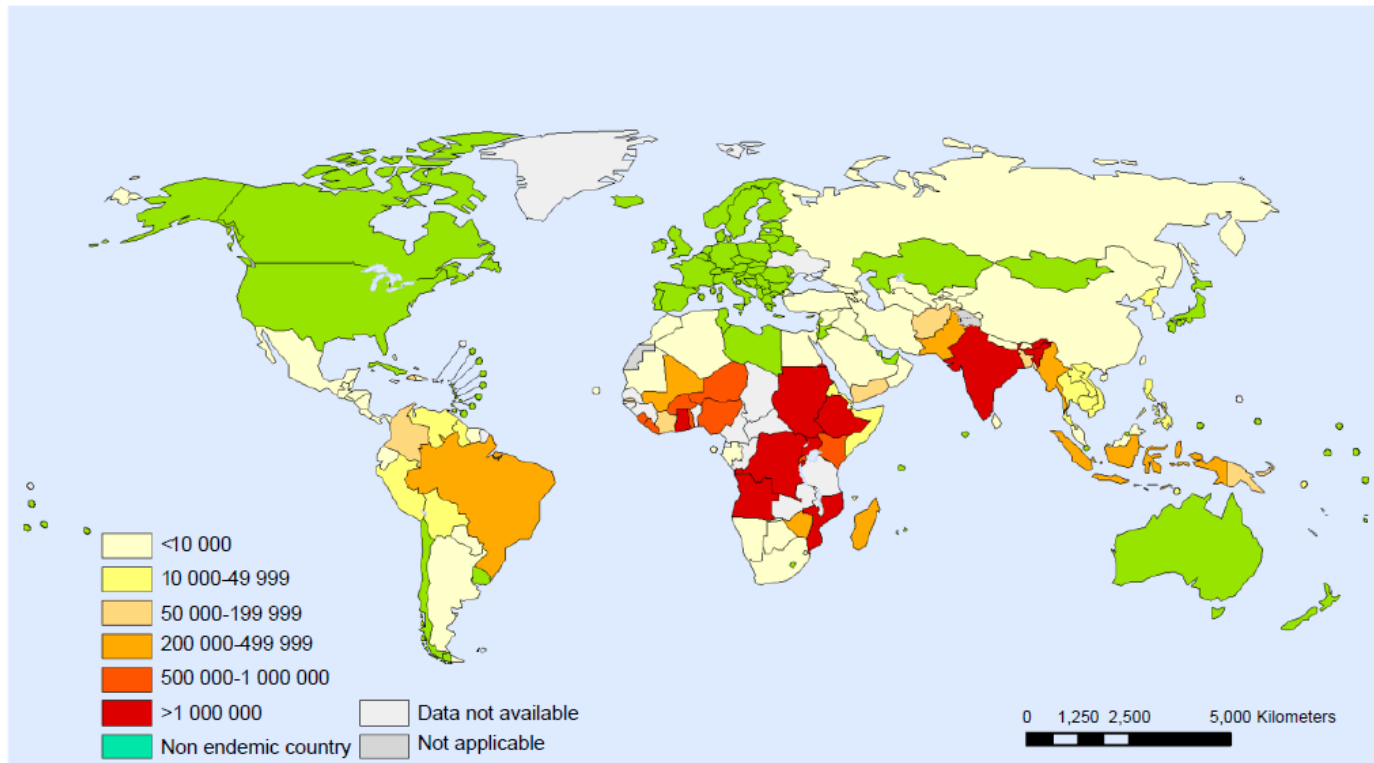 <10 000
10 000-49 999
50 000-199 999
200 000-499 999
500 000-1 000 000
>1 000 000
Non endemic country
Data not available
Not applicable
0 1,250 2,500 5,000 Kilometers